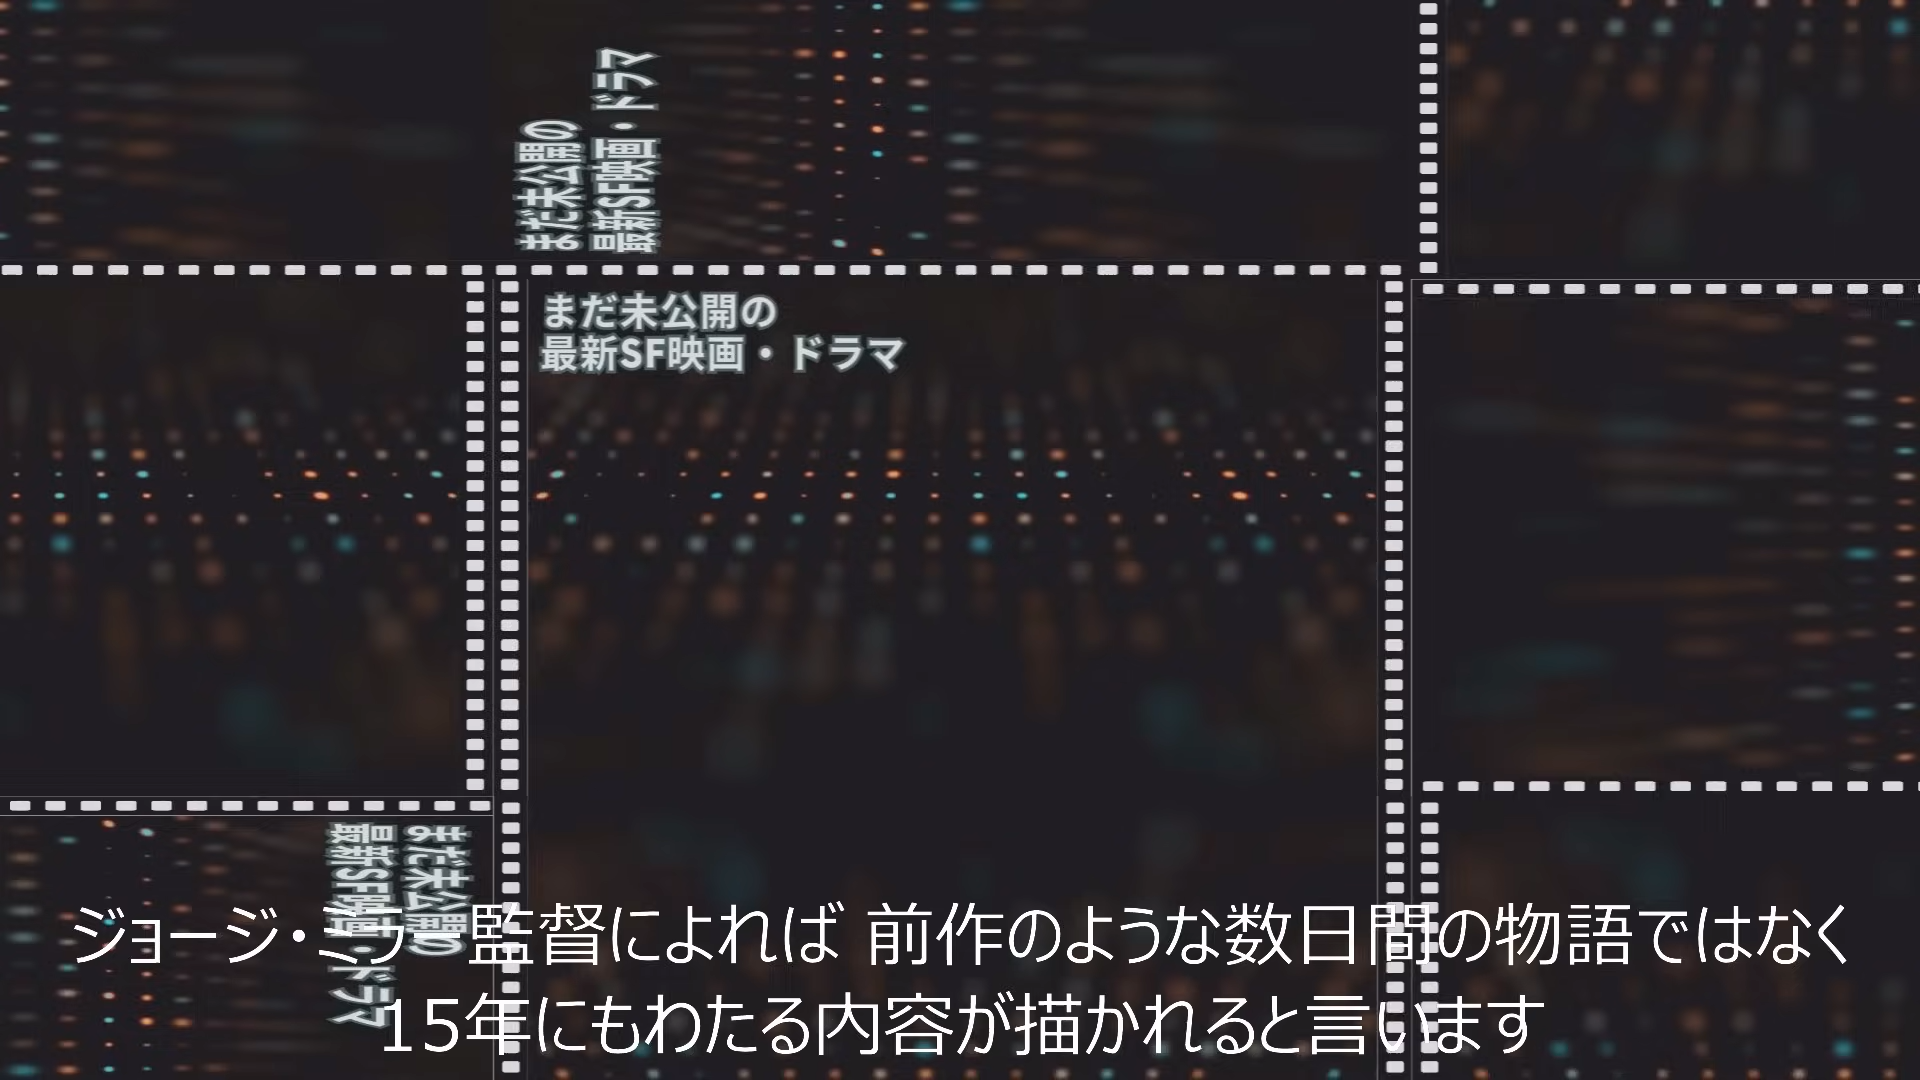 まだ未公開の
最新SF映画・ドラマ
まだ未公開の
最新SF映画・ドラマ
まだ未公開の
最新SF映画・ドラマ
ジョージ・ミラー監督によれば 前作のような数日間の物語ではなく
15年にもわたる内容が描かれると言います